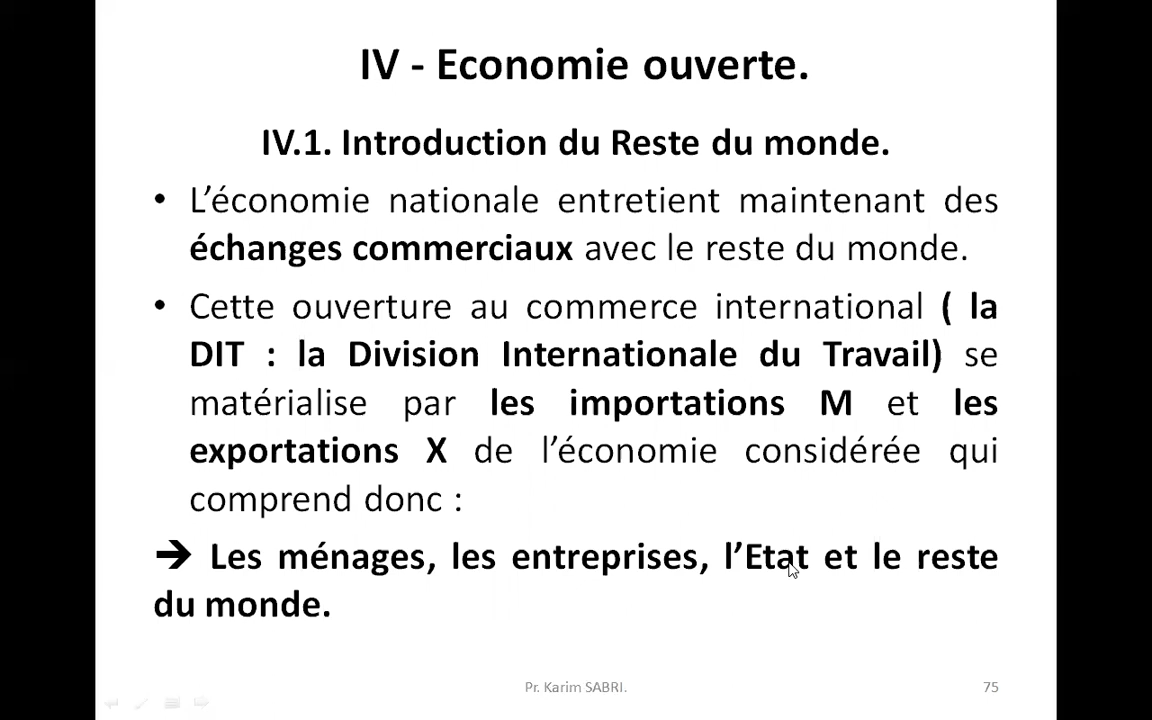 IV - Economie ouverte.
IV.1. Introduction du Reste du monde.
• L’économie nationale entretient maintenant des
échanges commerciaux avec le reste du monde.
• Cette ouverture au commerce international ( la
DIT : la Division Internationale du Travail) se
matérialise par les importations M et les
exportations X de l’économie considérée qui
comprend donc :
➔ Les ménages, les entreprises, l’Etat et le reste
du monde.
Pr. Karim SABRI.
75